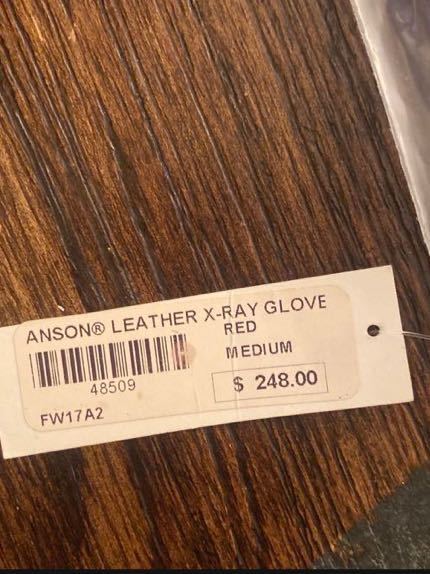 ANSON® LEATHER X-RAY GLOVE
RED
MEDIUM
48509
$ 248.00
FW17A2